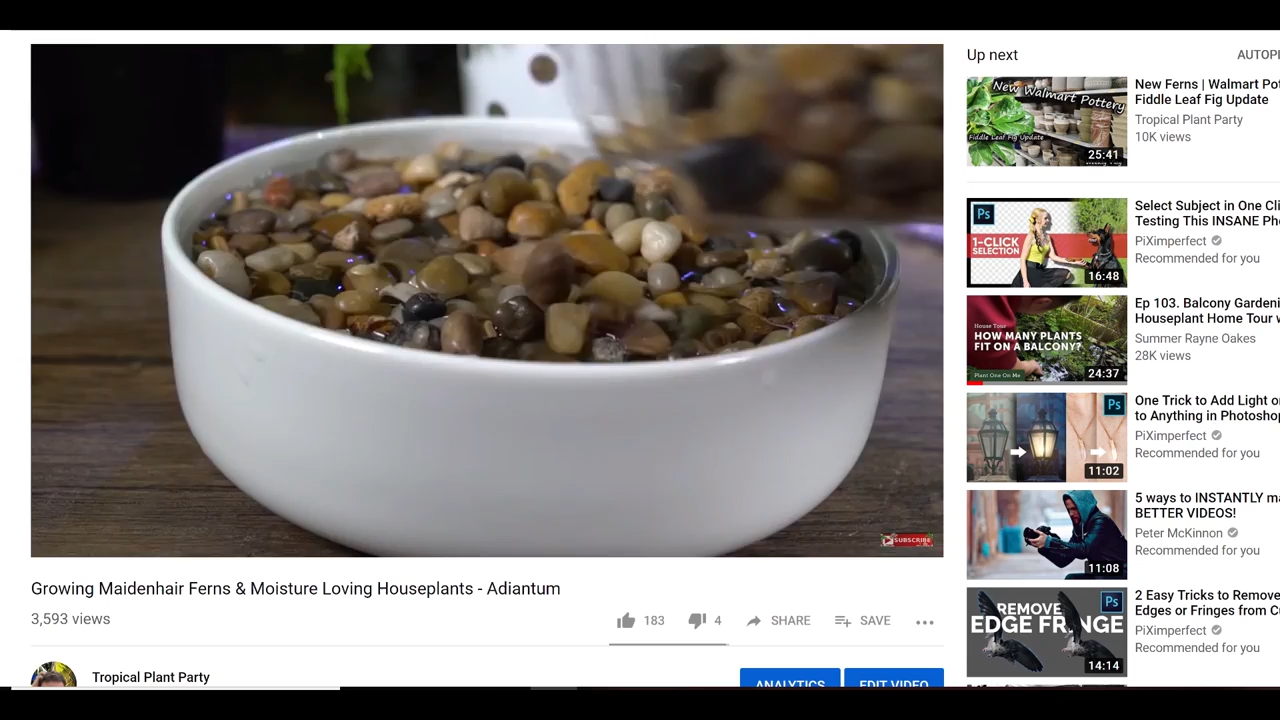 SUBSCRIBE
Growing Maidenhair Ferns & Moisture Loving Houseplants - Adiantum
3,593 views
183
4
SHARE
SAVE
Tropical Plant Party
ANALYTICS
EDIT VIDEO
Up next
AUTOPL
New Walmart Pottery
Fiddle Leaf Fig Update
25:41
New Ferns | Walmart Pot
Fiddle Leaf Fig Update
Tropical Plant Party
10K views
Ps
1-CLICK
SELECTION
16:48
Select Subject in One Cli
Testing This INSANE Ph
PiXimperfect
Recommended for you
House Tour
HOW MANY PLANTS
FIT ON A BALCONY?
Plant One On Me
24:37
Ep 103. Balcony Gardeni
Houseplant Home Tour w
Summer Rayne Oakes
28K views
Ps
11:02
One Trick to Add Light o
to Anything in Photoshop
PiXimperfect
Recommended for you
11:08
5 ways to INSTANTLY ma
BETTER VIDEOS!
Peter McKinnon
Recommended for you
Ps
REMOVE
EDGE FRINGE
14:14
2 Easy Tricks to Remove
Edges or Fringes from C
PiXimperfect
Recommended for you